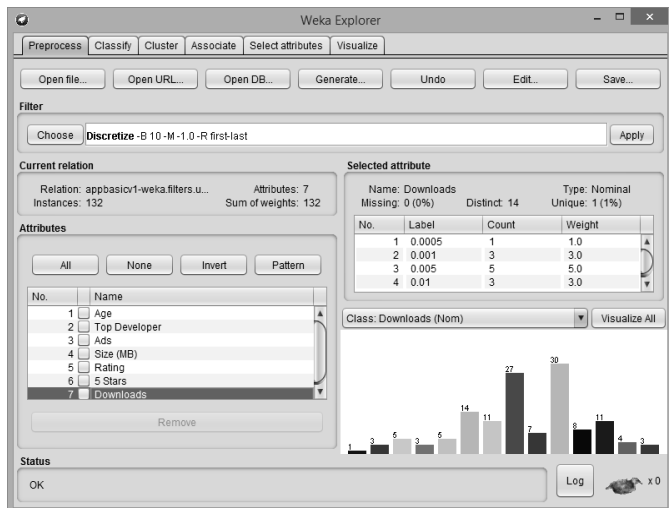 Weka Explorer
Preprocess Classify Cluster Associate Select attributes Visualize
Open file... Open URL... Open DB... Generate... Undo Edit... Save...
Filter
Choose Discretize -B 10 -M -1.0 -R first-last Apply
Current relation
Relation: appbasicv1-weka.filters.u... Attributes: 7
Instances: 132 Sum of weights: 132
Attributes
All None Invert Pattern
No. Name
1 Age
2 Top Developer
3 Ads
4 Size (MB)
5 Rating
6 5 Stars
7 Downloads
Remove
Selected attribute
Name: Downloads Type: Nominal
Missing: 0 (0%) Distinct: 14 Unique: 1 (1%)
No. Label Count Weight
1 0.0005 1 1.0
2 0.001 3 3.0
3 0.005 5 5.0
4 0.01 3 3.0
Class: Downloads (Nom) Visualize All
1 3 5 3 5 14 11 27 7 30 8 11 4 3
Status
OK
Log x 0